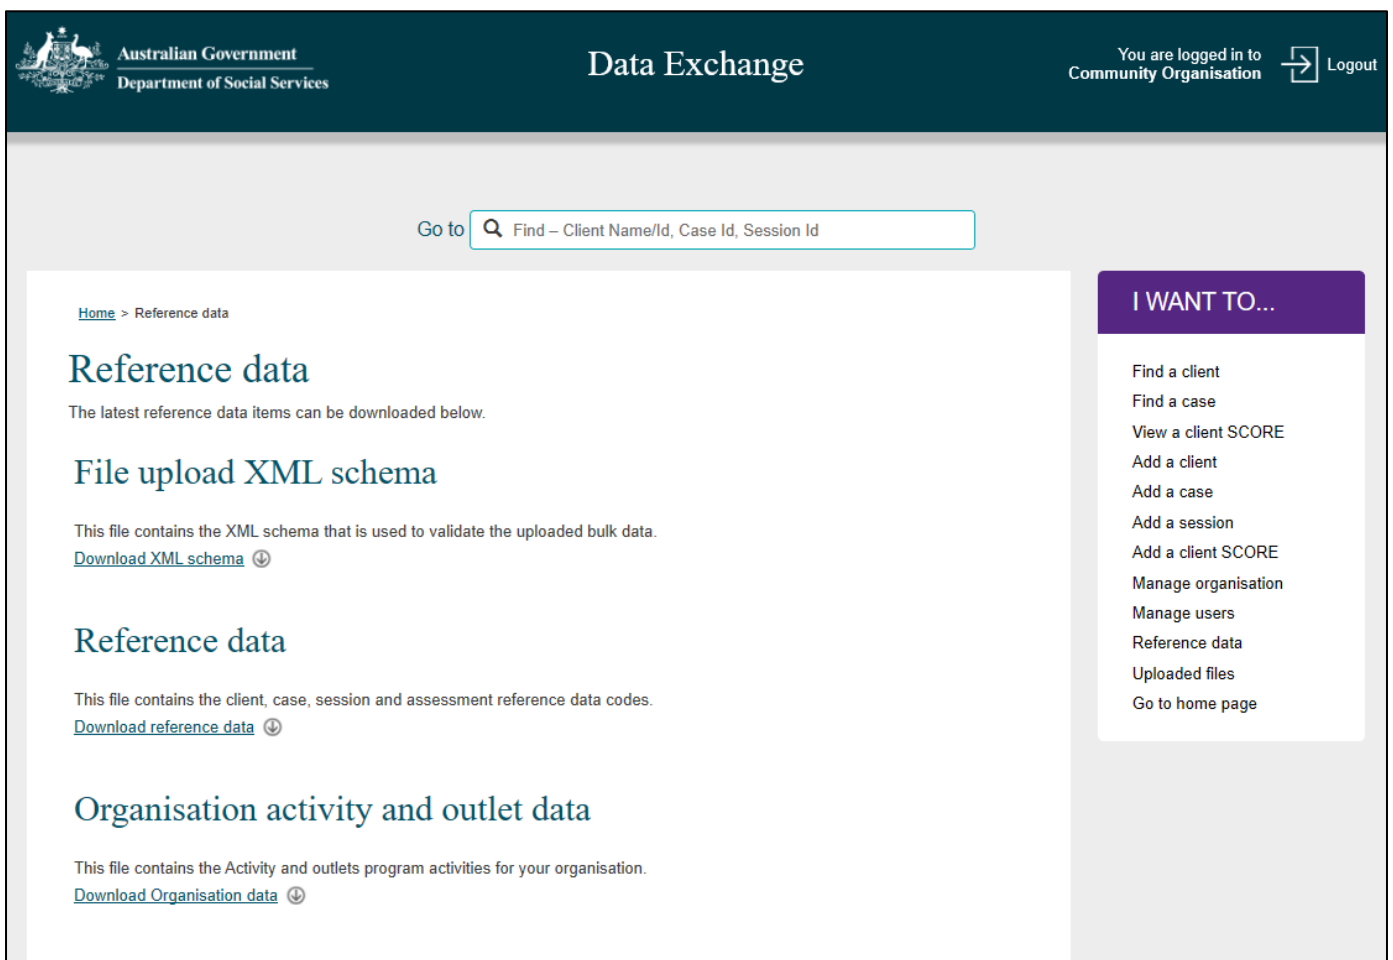 Australian Government
Department of Social Services
Data Exchange
You are logged in to
Community Organisation
Logout
Go to
Find – Client Name/Id, Case Id, Session Id
Home > Reference data
Reference data
The latest reference data items can be downloaded below.
File upload XML schema
This file contains the XML schema that is used to validate the uploaded bulk data.
Download XML schema
Reference data
This file contains the client, case, session and assessment reference data codes.
Download reference data
Organisation activity and outlet data
This file contains the Activity and outlets program activities for your organisation.
Download Organisation data
I WANT TO...
Find a client
Find a case
View a client SCORE
Add a client
Add a case
Add a session
Add a client SCORE
Manage organisation
Manage users
Reference data
Uploaded files
Go to home page